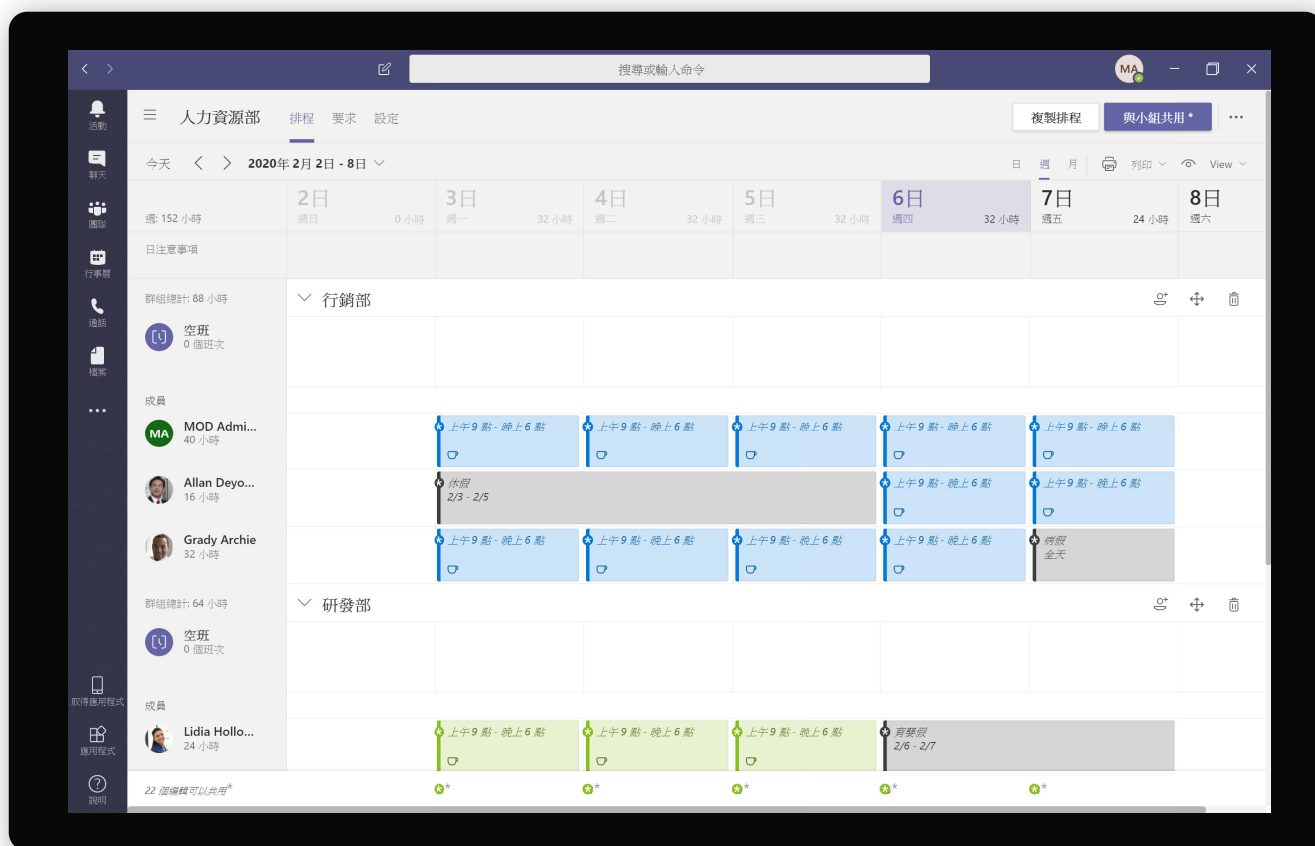 搜尋或輸入命令
MA
活動
聊天
團隊
行事曆
通話
檔案
取得應用程式
應用程式
說明
人力資源部 排程 要求 設定
複製排程 與小組共用 *
今天 2020年 2月 2日 - 8日
日 週 月 列印 View
週: 152 小時
2日 週日 0 小時
3日 週一 32 小時
4日 週二 32 小時
5日 週三 32 小時
6日 週四 32 小時
7日 週五 24 小時
8日 週六
日注意事項
群組總計: 88 小時 行銷部
空班
0 個班次
成員
MA MOD Admi...
40 小時
上午 9 點 - 晚上 6 點
上午 9 點 - 晚上 6 點
上午 9 點 - 晚上 6 點
上午 9 點 - 晚上 6 點
上午 9 點 - 晚上 6 點
Allan Deyo...
16 小時
休假
2/3 - 2/5
上午 9 點 - 晚上 6 點
上午 9 點 - 晚上 6 點
Grady Archie
32 小時
上午 9 點 - 晚上 6 點
上午 9 點 - 晚上 6 點
上午 9 點 - 晚上 6 點
上午 9 點 - 晚上 6 點
病假
全天
群組總計: 64 小時 研發部
空班
0 個班次
成員
Lidia Hollo...
24 小時
上午 9 點 - 晚上 6 點
上午 9 點 - 晚上 6 點
上午 9 點 - 晚上 6 點
育嬰假
2/6 - 2/7
22 個編輯可以共用*
* * * * *